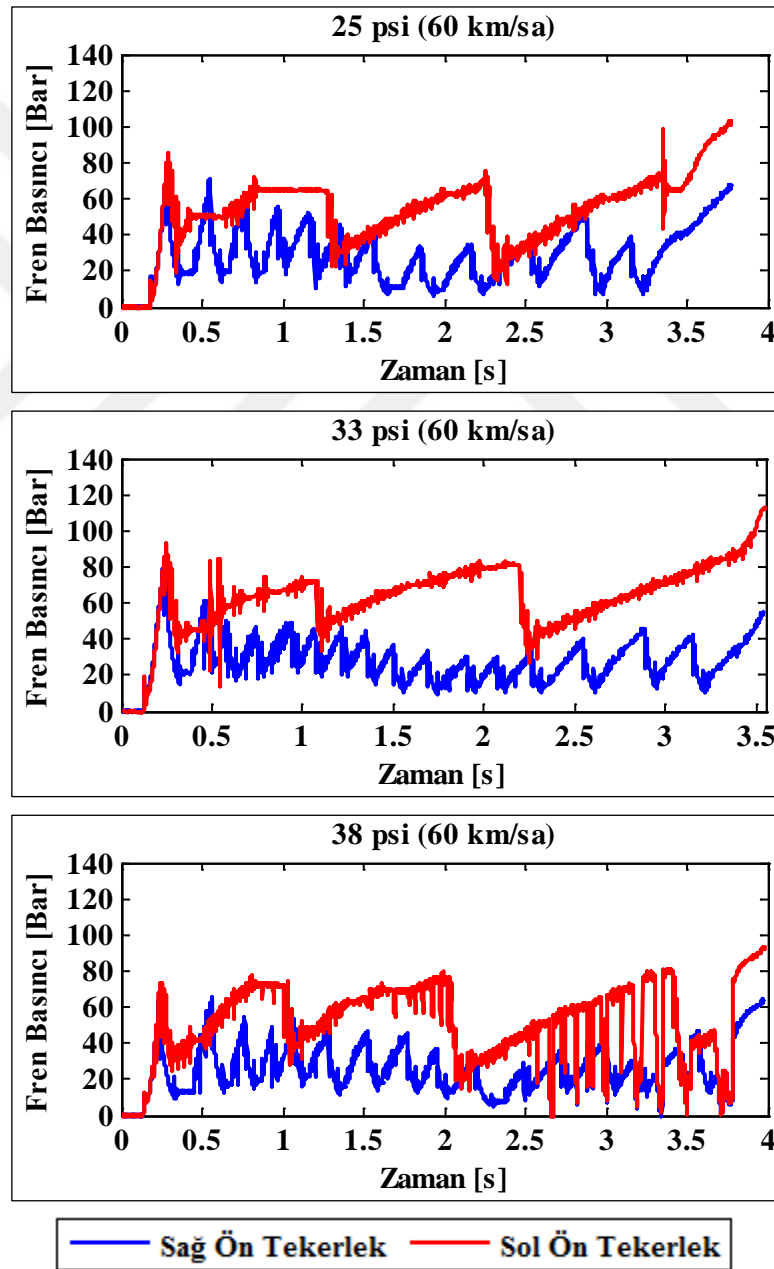 25 psi (60 km/sa)
140
120
100
80
60
40
20
0
Fren Basıncı [Bar]
0 0.5 1 1.5 2 2.5 3 3.5 4
Zaman [s]
33 psi (60 km/sa)
140
120
100
80
60
40
20
0
Fren Basıncı [Bar]
0 0.5 1 1.5 2 2.5 3 3.5
Zaman [s]
38 psi (60 km/sa)
140
120
100
80
60
40
20
0
Fren Basıncı [Bar]
0 0.5 1 1.5 2 2.5 3 3.5 4
Zaman [s]
Sağ Ön Tekerlek Sol Ön Tekerlek